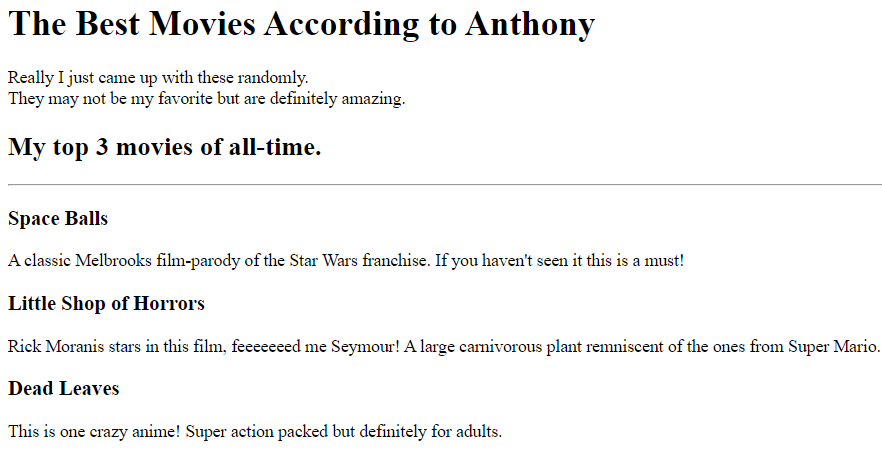 The Best Movies According to Anthony
Really I just came up with these randomly.
They may not be my favorite but are definitely amazing.
My top 3 movies of all-time.
Space Balls
A classic Melbrooks film-parody of the Star Wars franchise. If you haven't seen it this is a must!
Little Shop of Horrors
Rick Moranis stars in this film, feeeeeeed me Seymour! A large carnivorous plant remniscent of the ones from Super Mario.
Dead Leaves
This is one crazy anime! Super action packed but definitely for adults.